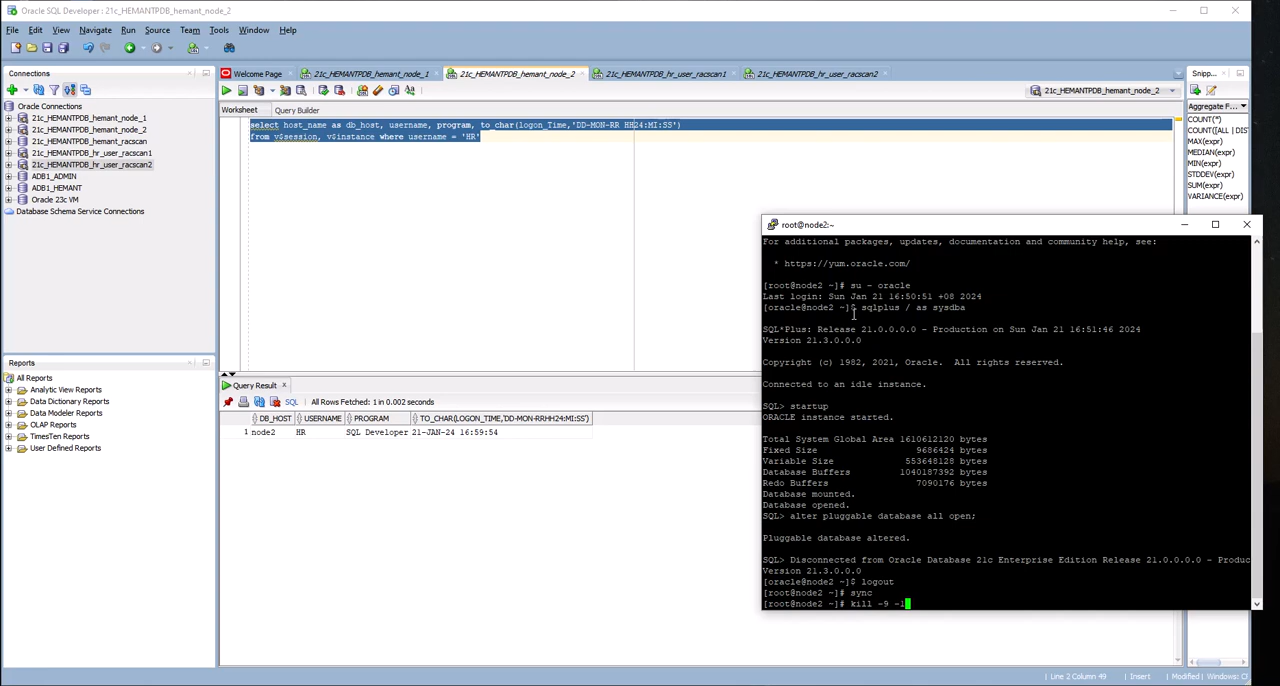 Oracle SQL Developer : 21c_HEMANTPDB_hemant_node_2
File Edit View Navigate Run Source Team Tools Window Help
Connections
Oracle Connections
21c_HEMANTPDB_hemant_node_1
21c_HEMANTPDB_hemant_node_2
21c_HEMANTPDB_hemant_racscan
21c_HEMANTPDB_hr_user_racscan1
21c_HEMANTPDB_hr_user_racscan2
ADB1_ADMIN
ADB1_HEMANT
Oracle 23c VM
Database Schema Service Connections
Reports
All Reports
Analytic View Reports
Data Dictionary Reports
Data Modeler Reports
OLAP Reports
TimesTen Reports
User Defined Reports
Welcome Page 21c_HEMANTPDB_hemant_node_1 21c_HEMANTPDB_hemant_node_2 21c_HEMANTPDB_hr_user_racscan1 21c_HEMANTPDB_hr_user_racscan2
21c_HEMANTPDB_hemant_node_2
Worksheet Query Builder
select host_name as db_host, username, program, to_char(logon_Time,'DD-MON-RR HH24:MI:SS')
from v$session, v$instance where username = 'HR'
Query Result
SQL All Rows Fetched: 1 in 0.002 seconds
DB_HOST USERNAME PROGRAM TO_CHAR(LOGON_TIME,'DD-MON-RRHH24:MI:SS')
1 node2 HR SQL Developer 21-JAN-24 16:59:54
Snipp...
Aggregate F...
COUNT(*)
COUNT([ALL | DIS
MAX(expr)
MEDIAN(expr)
MIN(expr)
STDDEV(expr)
SUM(expr)
VARIANCE(expr)
root@node2:~
For additional packages, updates, documentation and community help, see:
* https://yum.oracle.com/
[root@node2 ~]# su - oracle
Last login: Sun Jan 21 16:50:51 +08 2024
[oracle@node2 ~]$ sqlplus / as sysdba
SQL*Plus: Release 21.0.0.0.0 - Production on Sun Jan 21 16:51:46 2024
Version 21.3.0.0.0
Copyright (c) 1982, 2021, Oracle. All rights reserved.
Connected to an idle instance.
SQL> startup
ORACLE instance started.
Total System Global Area 1610612120 bytes
Fixed Size 9686424 bytes
Variable Size 553648128 bytes
Database Buffers 1040187392 bytes
Redo Buffers 7090176 bytes
Database mounted.
Database opened.
SQL> alter pluggable database all open;
Pluggable database altered.
SQL> Disconnected from Oracle Database 21c Enterprise Edition Release 21.0.0.0.0 - Produc
Version 21.3.0.0.0
[oracle@node2 ~]$ logout
[root@node2 ~]# sync
[root@node2 ~]# kill -9 -1
Line 2 Column 49 Insert Modified Windows: C